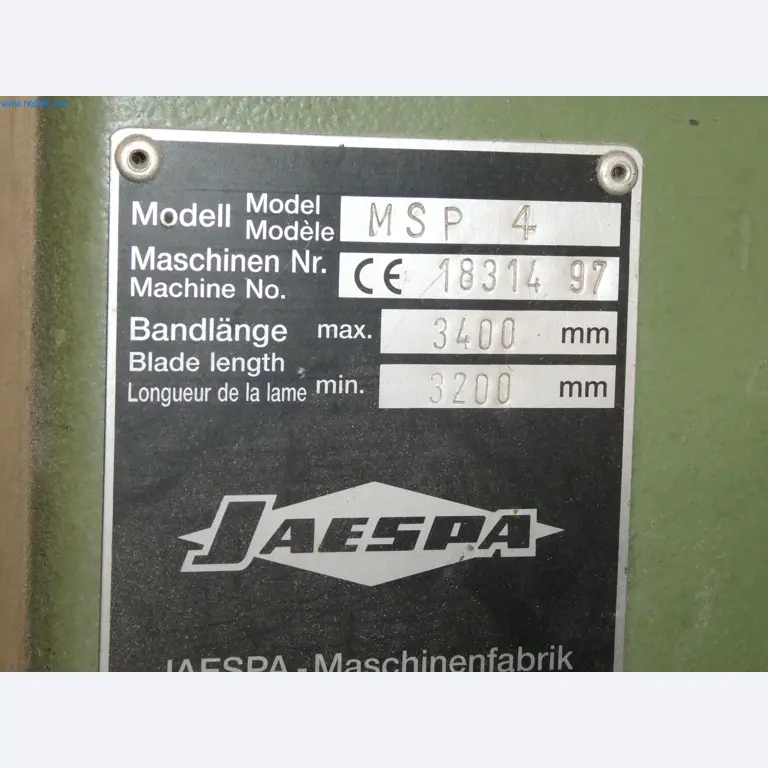 Modell Model Modèle MSP 4
Maschinen Nr. Machine No. CE 18314 97
Bandlänge max. 3400 mm
Blade length
Longueur de la lame min. 3200 mm
JAESPA
JAESPA - Maschinenfabrik